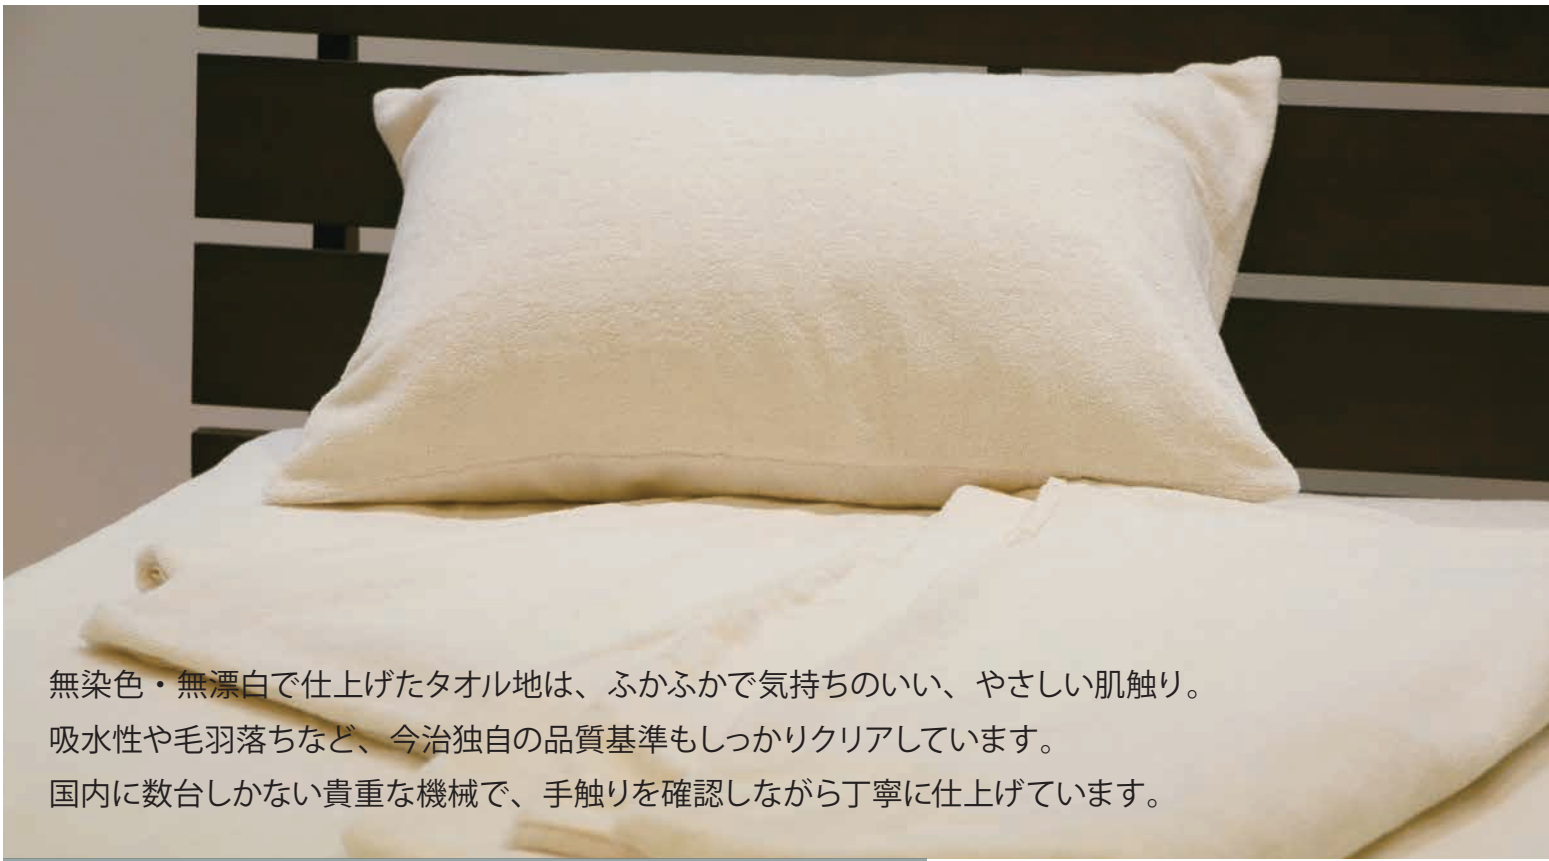 無染色・無漂白で仕上げたタオル地は、ふかふかで気持ちのいい、やさしい肌触り。
吸水性や毛羽落ちなど、今治独自の品質基準もしっかりクリアしています。
国内に数台しかない貴重な機械で、手触りを確認しながら丁寧に仕上げています。